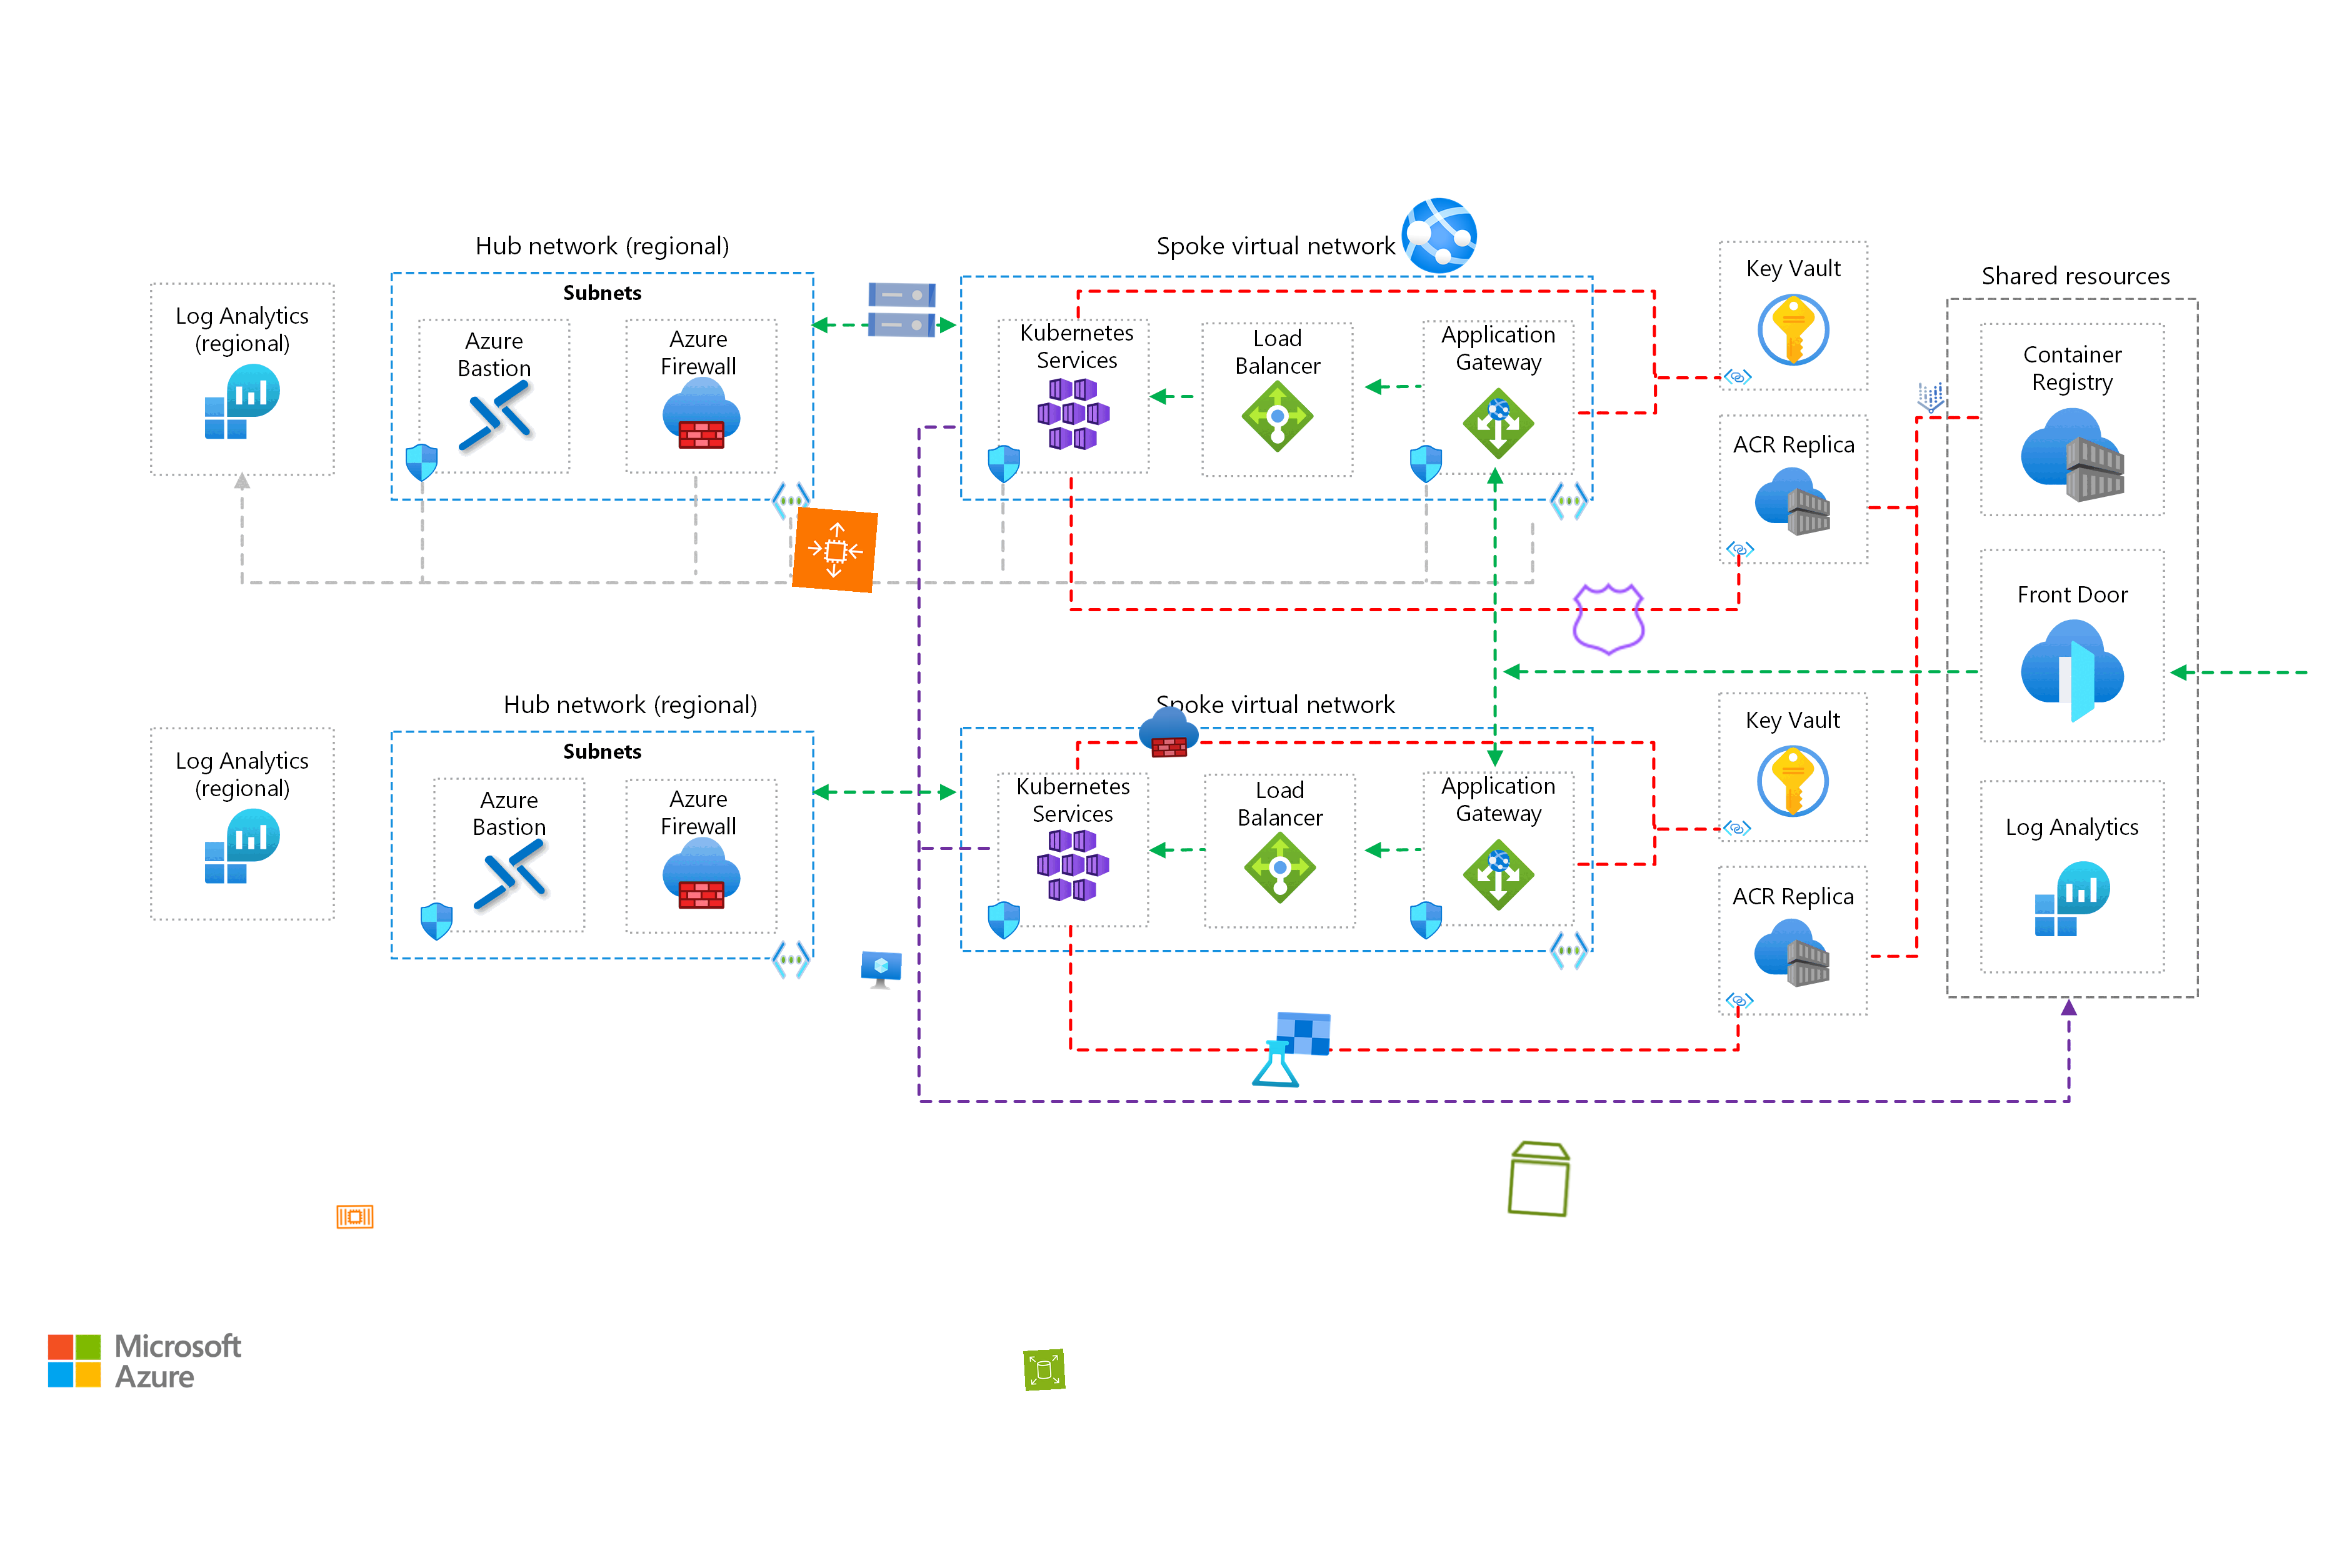 Hub network (regional)
Spoke virtual network
Log Analytics
(regional)
Subnets
Azure
Bastion
Azure
Firewall
Kubernetes
Services
Load
Balancer
Application
Gateway
Key Vault
ACR Replica
Shared resources
Container
Registry
Front Door
Log Analytics
Hub network (regional)
Spoke virtual network
Log Analytics
(regional)
Subnets
Azure
Bastion
Azure
Firewall
Kubernetes
Services
Load
Balancer
Application
Gateway
Key Vault
ACR Replica
Microsoft
Azure